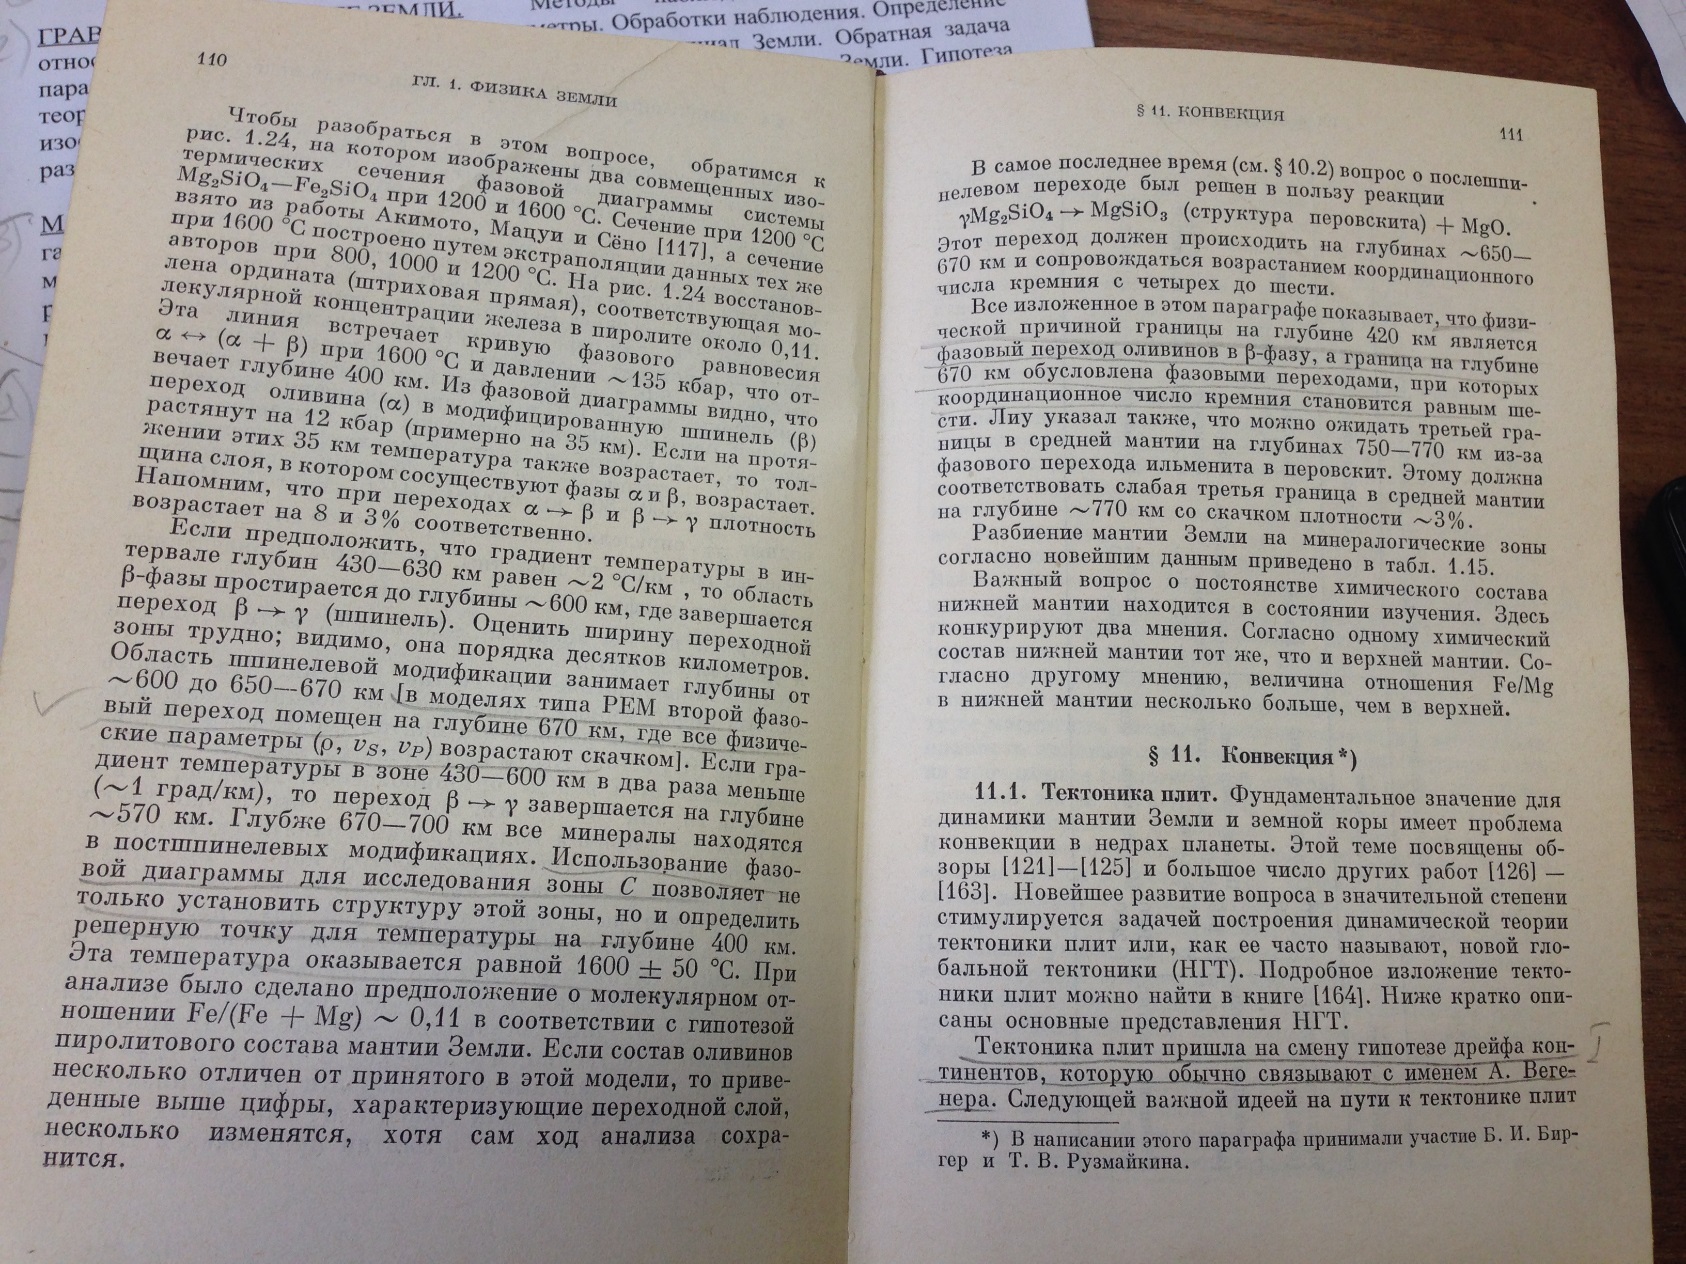 ЗЕМЛИ.
ГРАВ
относ
пара
теор
изо
раз
етры. Обработки наблюдения. Определение
Земли. Обратная задача
Земли. Гипотеза
110
ГЛ. 1. ФИЗИКА ЗЕМЛИ
Чтобы разобраться в этом вопросе, обратимся к
рис. 1.24, на котором изображены два совмещенных изо-
термических сечения фазовой диаграммы системы
Mg₂SiO₄—Fe₂SiO₄ при 1200 и 1600 °С. Сечение при 1200 °С
взято из работы Акимото, Мацуи и Сёно [117], а сечение
при 1600 °С построено путем экстраполяции данных тех же
авторов при 800, 1000 и 1200 °С. На рис. 1.24 восстанов-
лена ордината (штриховая прямая), соответствующая мо-
лекулярной концентрации железа в пиролите около 0,11.
Эта линия встречает кривую фазового равновесия
α ↔ (α + β) при 1600 °С и давлении ~135 кбар, что от-
вечает глубине 400 км. Из фазовой диаграммы видно, что
переход оливина (α) в модифицированную шпинель (β)
растянут на 12 кбар (примерно на 35 км). Если на протя-
жении этих 35 км температура также возрастает, то тол-
щина слоя, в котором сосуществуют фазы α и β, возрастает.
Напомним, что при переходах α → β и β → γ плотность
возрастает на 8 и 3% соответственно.
Если предположить, что градиент температуры в ин-
тервале глубин 430—630 км равен ~2 °С/км , то область
β-фазы простирается до глубины ~600 км, где завершается
переход β → γ (шпинель). Оценить ширину переходной
зоны трудно; видимо, она порядка десятков километров.
Область шпинелевой модификации занимает глубины от
~600 до 650—670 км [в моделях типа РЕМ второй фазо-
вый переход помещен на глубине 670 км, где все физиче-
ские параметры (ρ, vS, vP) возрастают скачком]. Если гра-
диент температуры в зоне 430—600 км в два раза меньше
(~1 град/км), то переход β → γ завершается на глубине
~570 км. Глубже 670—700 км все минералы находятся
в постшпинелевых модификациях. Использование фазо-
вой диаграммы для исследования зоны С позволяет не
только установить структуру этой зоны, но и определить
реперную точку для температуры на глубине 400 км.
Эта температура оказывается равной 1600 ± 50 °С. При
анализе было сделано предположение о молекулярном от-
ношении Fe/(Fe + Mg) ~ 0,11 в соответствии с гипотезой
пиролитового состава мантии Земли. Если состав оливинов
несколько отличен от принятого в этой модели, то приве-
денные выше цифры, характеризующие переходной слой,
несколько изменятся, хотя сам ход анализа сохра-
нится.
§ 11. КОНВЕКЦИЯ
111
В самое последнее время (см. § 10.2) вопрос о послешпи-
нелевом переходе был решен в пользу реакции
γMg₂SiO₄ → MgSiO₃ (структура перовскита) + MgO.
Этот переход должен происходить на глубинах ~650—
670 км и сопровождаться возрастанием координационного
числа кремния с четырех до шести.
Все изложенное в этом параграфе показывает, что физи-
ческой причиной границы на глубине 420 км является
фазовый переход оливинов в β-фазу, а граница на глубине
670 км обусловлена фазовыми переходами, при которых
координационное число кремния становится равным ше-
сти. Лиу указал также, что можно ожидать третьей гра-
ницы в средней мантии на глубинах 750—770 км из-за
фазового перехода ильменита в перовскит. Этому должна
соответствовать слабая третья граница в средней мантии
на глубине ~770 км со скачком плотности ~3%.
Разбиение мантии Земли на минералогические зоны
согласно новейшим данным приведено в табл. 1.15.
Важный вопрос о постоянстве химического состава
нижней мантии находится в состоянии изучения. Здесь
конкурируют два мнения. Согласно одному химический
состав нижней мантии тот же, что и верхней мантии. Со-
гласно другому мнению, величина отношения Fe/Mg
в нижней мантии несколько больше, чем в верхней.
§ 11. Конвекция *)
11.1. Тектоника плит. Фундаментальное значение для
динамики мантии Земли и земной коры имеет проблема
конвекции в недрах планеты. Этой теме посвящены об-
зоры [121]—[125] и большое число других работ [126] —
[163]. Новейшее развитие вопроса в значительной степени
стимулируется задачей построения динамической теории
тектоники плит или, как ее часто называют, новой гло-
бальной тектоники (НГТ). Подробное изложение текто-
ники плит можно найти в книге [164]. Ниже кратко опи-
саны основные представления НГТ.
Тектоника плит пришла на смену гипотезе дрейфа кон-
тинентов, которую обычно связывают с именем А. Веге-
нера. Следующей важной идеей на пути к тектонике плит
*) В написании этого параграфа принимали участие Б. И. Бир-
гер и Т. В. Рузмайкина.